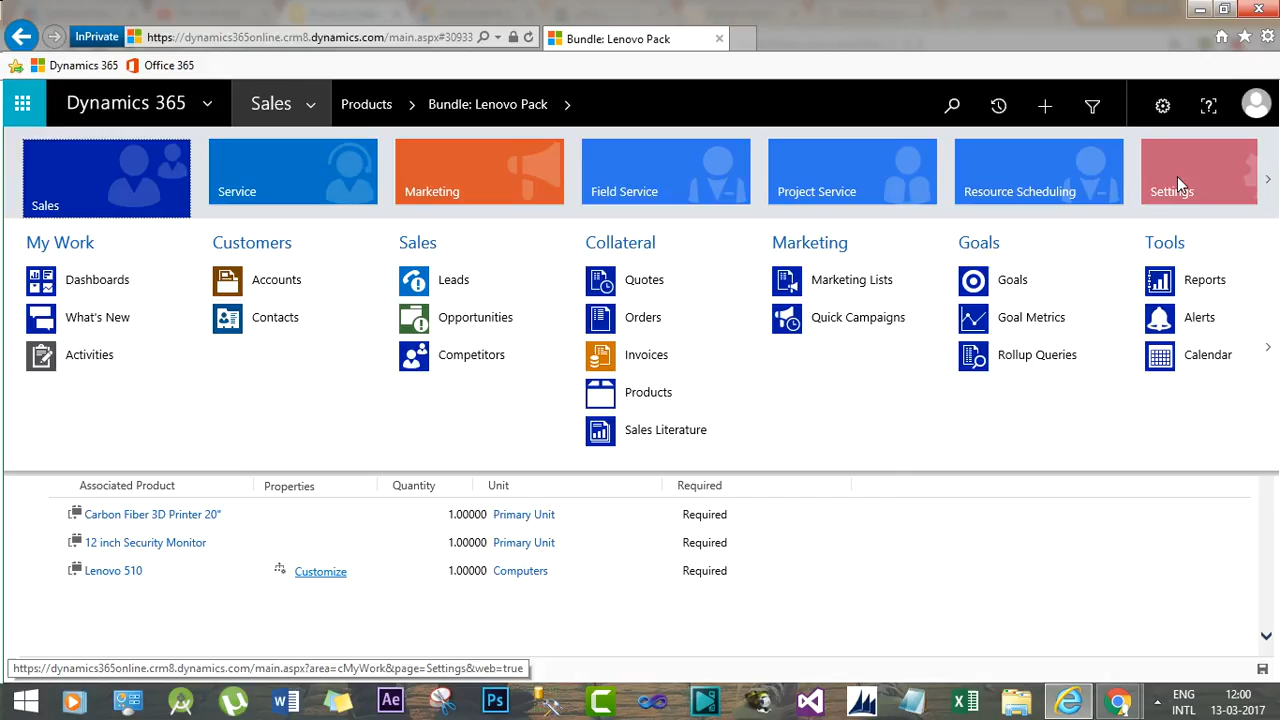 InPrivate
https://dynamics365online.crm8.dynamics.com/main.aspx#30933
Bundle: Lenovo Pack
Dynamics 365
Office 365
Dynamics 365
Sales
Products
Bundle: Lenovo Pack
Sales
Service
Marketing
Field Service
Project Service
Resource Scheduling
Settings
My Work
Customers
Sales
Collateral
Marketing
Goals
Tools
Dashboards
Accounts
Leads
Quotes
Marketing Lists
Goals
Reports
What's New
Contacts
Opportunities
Orders
Quick Campaigns
Goal Metrics
Alerts
Activities
Competitors
Invoices
Rollup Queries
Calendar
Products
Sales Literature
Associated Product Properties Quantity Unit Required
Carbon Fiber 3D Printer 20" 1.00000 Primary Unit Required
12 inch Security Monitor 1.00000 Primary Unit Required
Lenovo 510 Customize 1.00000 Computers Required
https://dynamics365online.crm8.dynamics.com/main.aspx?area=cMyWork&page=Settings&web=true
Ae
Ps
ENG 12:00
INTL 13-03-2017